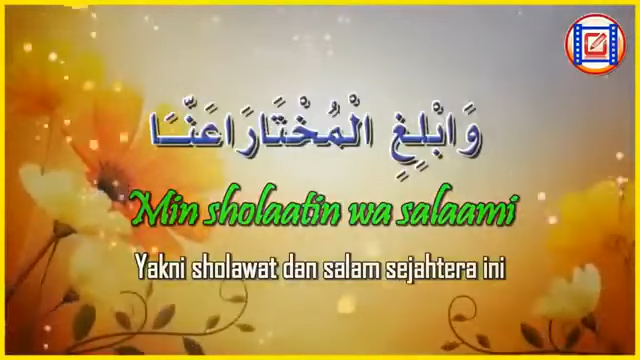 وَابْلِغِ الْمُخْتَارَاعَنَّا
Min sholaatin wa salaami
Yakni sholawat dan salam sejahtera ini